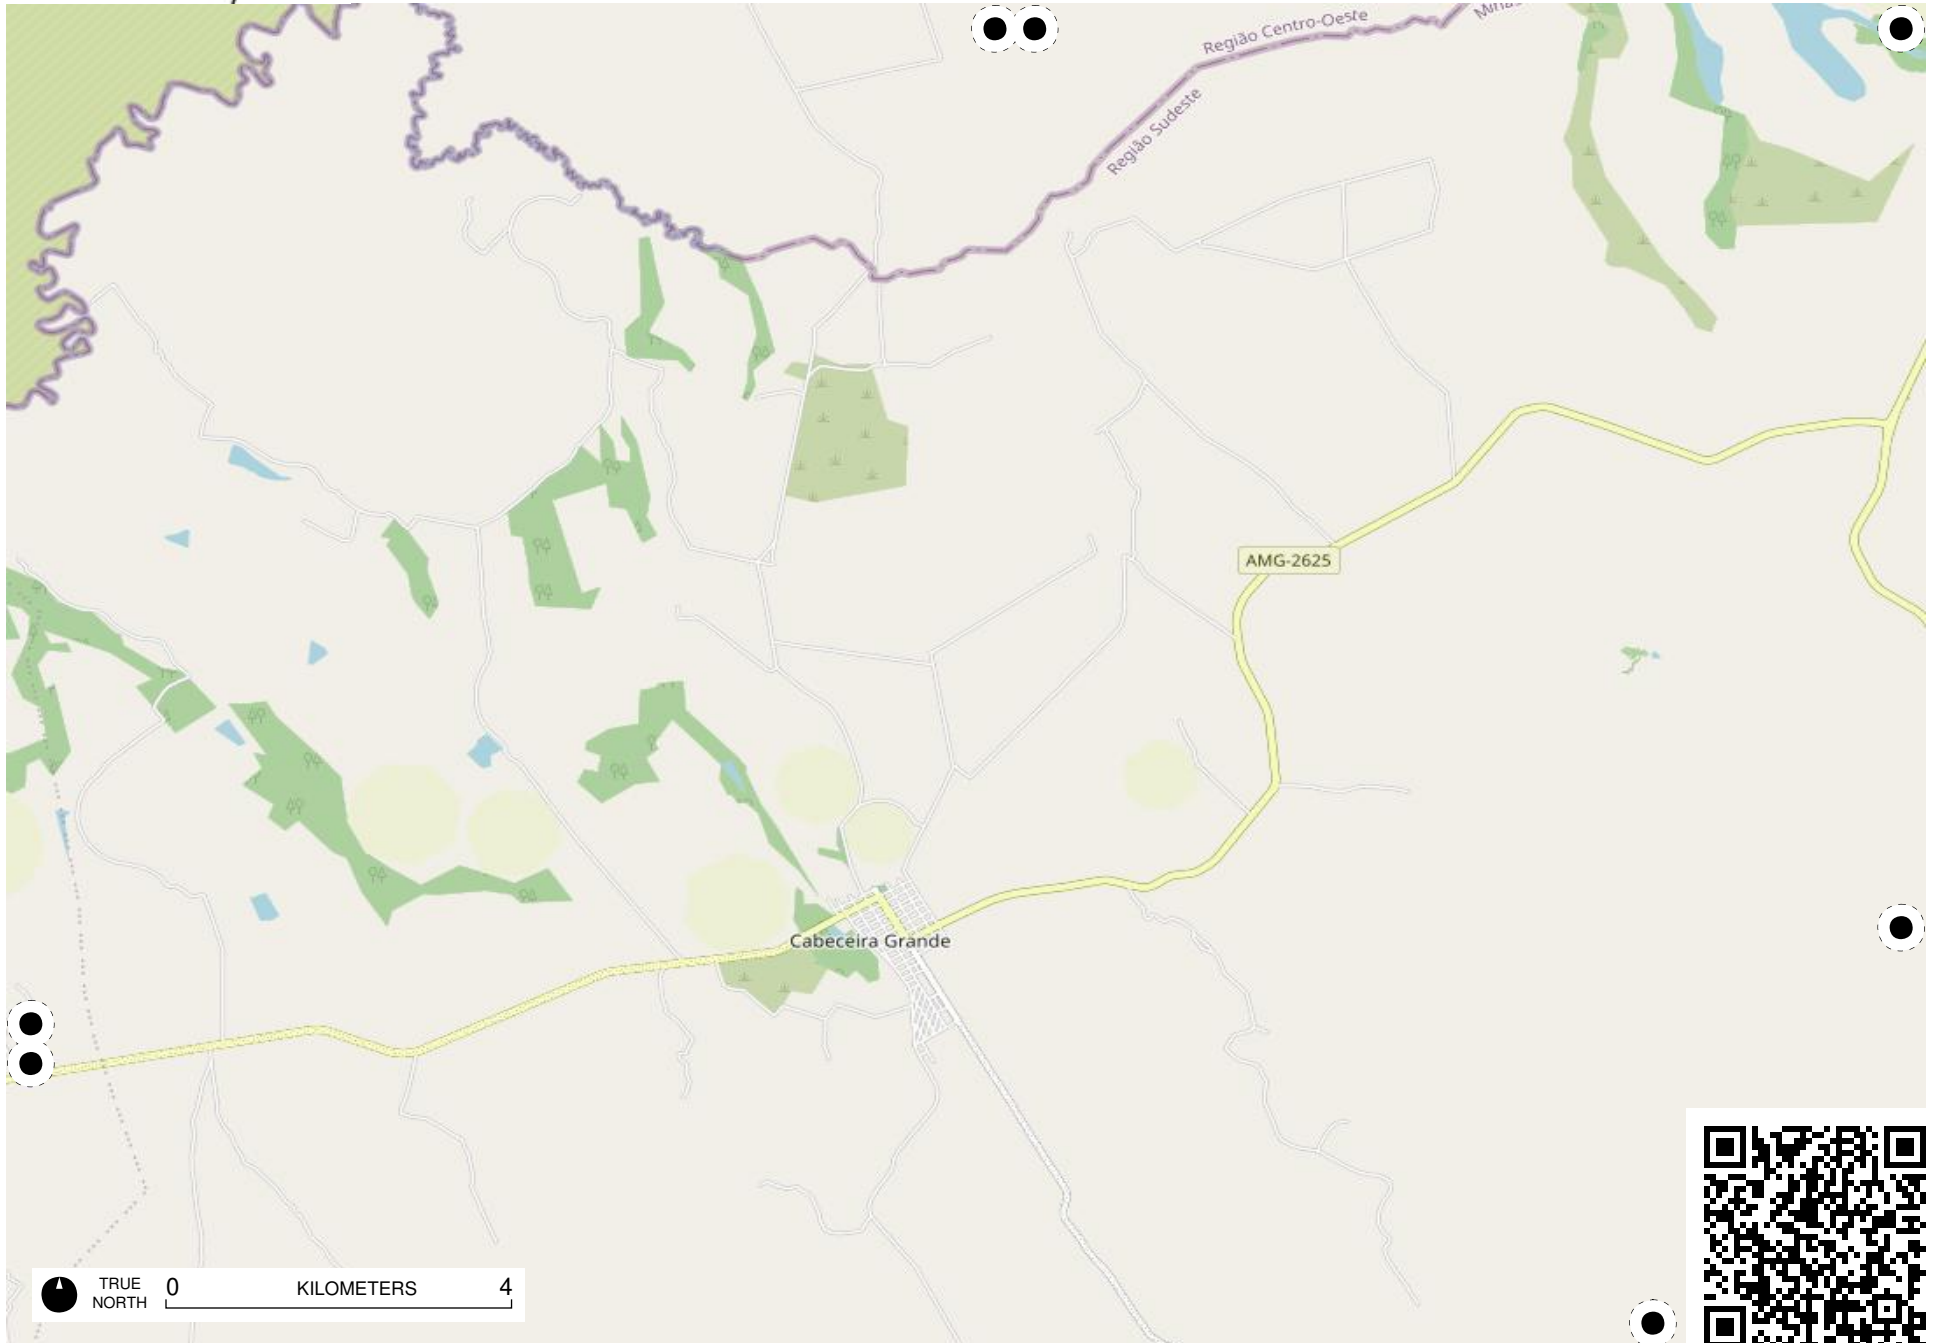 Região Centro-Oeste
Região Sudeste
AMG-2625
Cabeceira Grande
TRUE NORTH
0 KILOMETERS 4